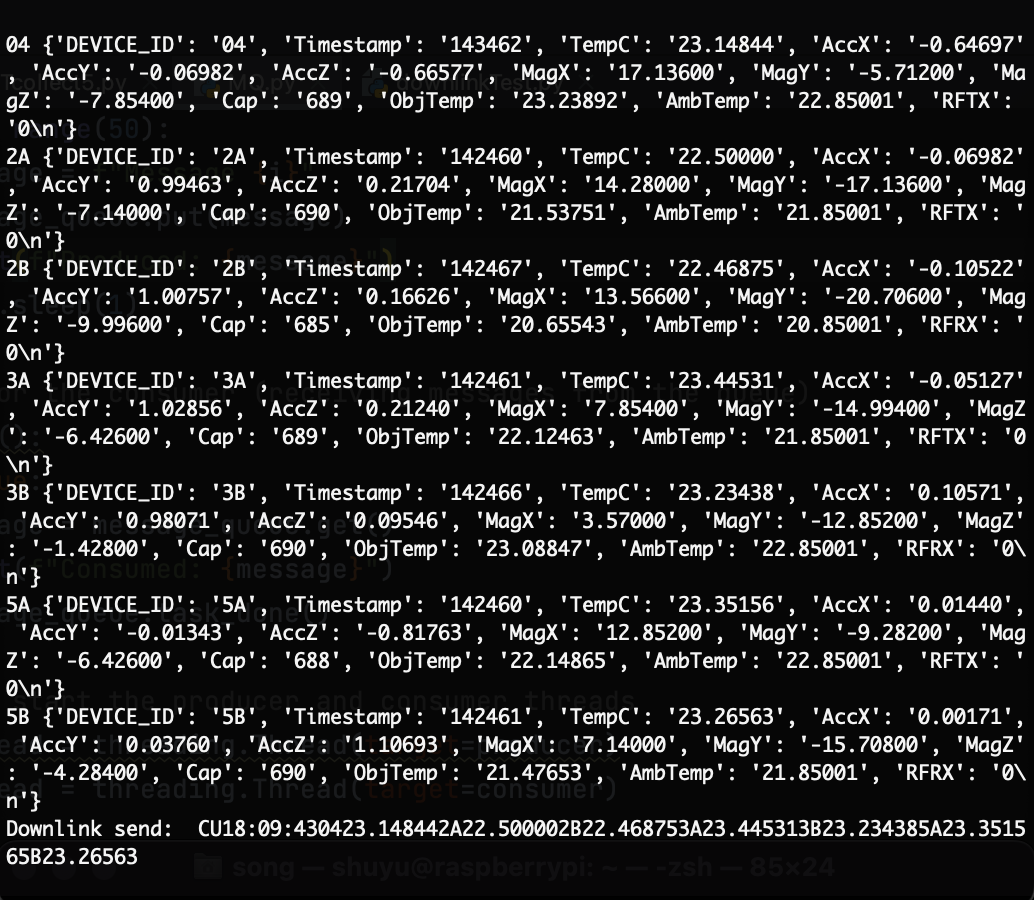 04 {'DEVICE_ID': '04', 'Timestamp': '143462', 'TempC': '23.14844', 'AccX': '-0.64697'
, 'AccY': '-0.06982', 'AccZ': '-0.66577', 'MagX': '17.13600', 'MagY': '-5.71200', 'Ma
gZ': '-7.85400', 'Cap': '689', 'ObjTemp': '23.23892', 'AmbTemp': '22.85001', 'RFTX':
'0\n'}
2A {'DEVICE_ID': '2A', 'Timestamp': '142460', 'TempC': '22.50000', 'AccX': '-0.06982'
, 'AccY': '0.99463', 'AccZ': '0.21704', 'MagX': '14.28000', 'MagY': '-17.13600', 'Mag
Z': '-7.14000', 'Cap': '690', 'ObjTemp': '21.53751', 'AmbTemp': '21.85001', 'RFTX': '
0\n'}
2B {'DEVICE_ID': '2B', 'Timestamp': '142467', 'TempC': '22.46875', 'AccX': '-0.10522'
, 'AccY': '1.00757', 'AccZ': '0.16626', 'MagX': '13.56600', 'MagY': '-20.70600', 'Mag
Z': '-9.99600', 'Cap': '685', 'ObjTemp': '20.65543', 'AmbTemp': '20.85001', 'RFRX': '
0\n'}
3A {'DEVICE_ID': '3A', 'Timestamp': '142461', 'TempC': '23.44531', 'AccX': '-0.05127'
, 'AccY': '1.02856', 'AccZ': '0.21240', 'MagX': '7.85400', 'MagY': '-14.99400', 'MagZ
': '-6.42600', 'Cap': '689', 'ObjTemp': '22.12463', 'AmbTemp': '21.85001', 'RFTX': '0
\n'}
3B {'DEVICE_ID': '3B', 'Timestamp': '142466', 'TempC': '23.23438', 'AccX': '0.10571',
'AccY': '0.98071', 'AccZ': '0.09546', 'MagX': '3.57000', 'MagY': '-12.85200', 'MagZ'
: '-1.42800', 'Cap': '690', 'ObjTemp': '23.08847', 'AmbTemp': '22.85001', 'RFRX': '0\
n'}
5A {'DEVICE_ID': '5A', 'Timestamp': '142460', 'TempC': '23.35156', 'AccX': '0.01440',
'AccY': '-0.01343', 'AccZ': '-0.81763', 'MagX': '12.85200', 'MagY': '-9.28200', 'Mag
Z': '-6.42600', 'Cap': '688', 'ObjTemp': '22.14865', 'AmbTemp': '22.85001', 'RFTX': '
0\n'}
5B {'DEVICE_ID': '5B', 'Timestamp': '142461', 'TempC': '23.26563', 'AccX': '0.00171',
'AccY': '0.03760', 'AccZ': '1.10693', 'MagX': '7.14000', 'MagY': '-15.70800', 'MagZ'
: '-4.28400', 'Cap': '690', 'ObjTemp': '21.47653', 'AmbTemp': '21.85001', 'RFRX': '0\
n'}
Downlink send:  CU18:09:430423.148442A22.500002B22.468753A23.445313B23.234385A23.3515
65B23.26563
song — shuyu@raspberrypi: ~ — -zsh — 85×24